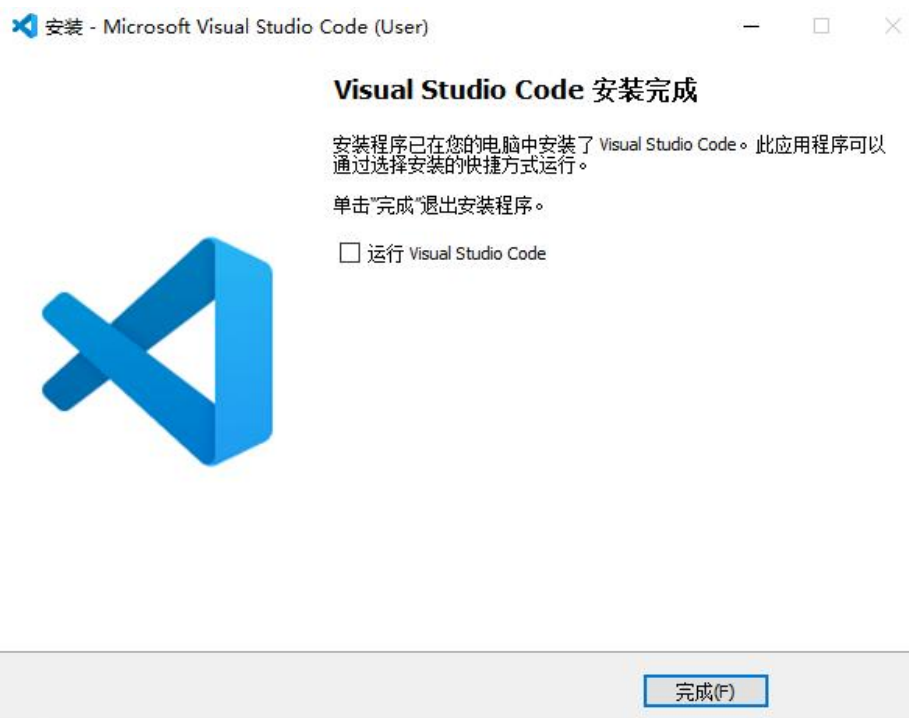 安装 - Microsoft Visual Studio Code (User)
Visual Studio Code 安装完成
安装程序已在您的电脑中安装了 Visual Studio Code。此应用程序可以
通过选择安装的快捷方式运行。
单击"完成"退出安装程序。
运行 Visual Studio Code
完成(F)